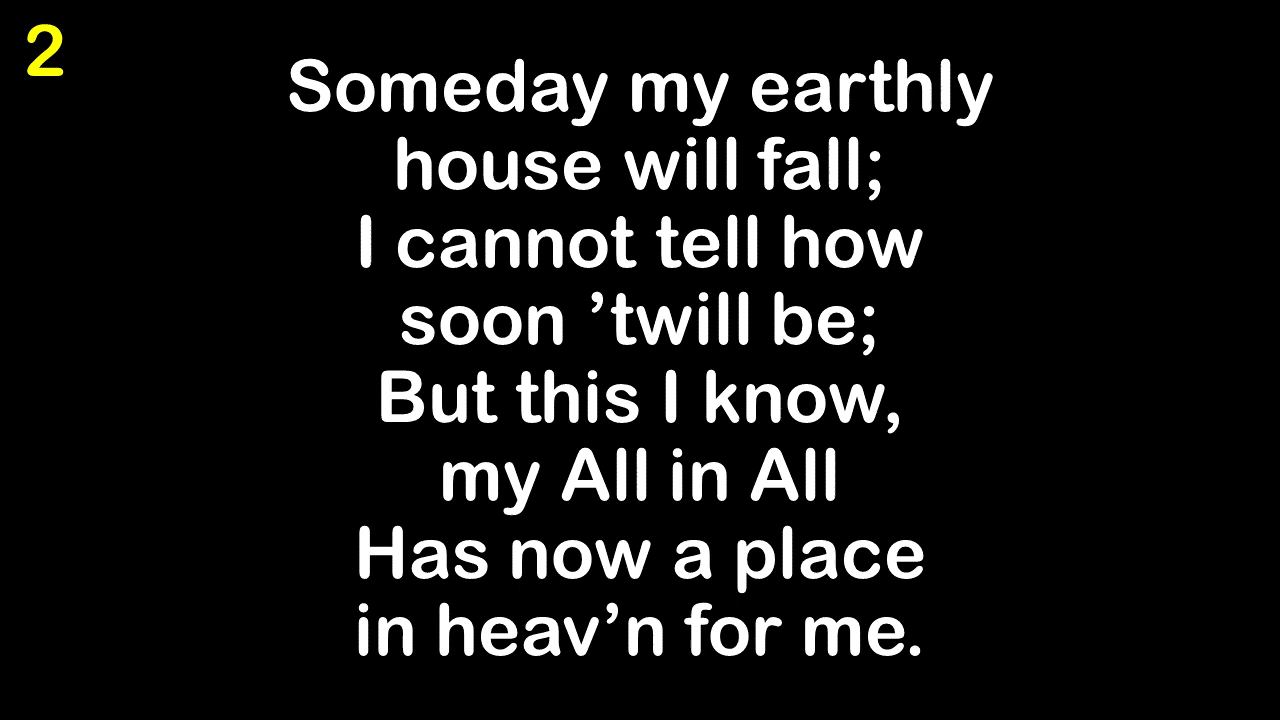 2
Someday my earthly
house will fall;
I cannot tell how
soon ’twill be;
But this I know,
my All in All
Has now a place
in heav’n for me.